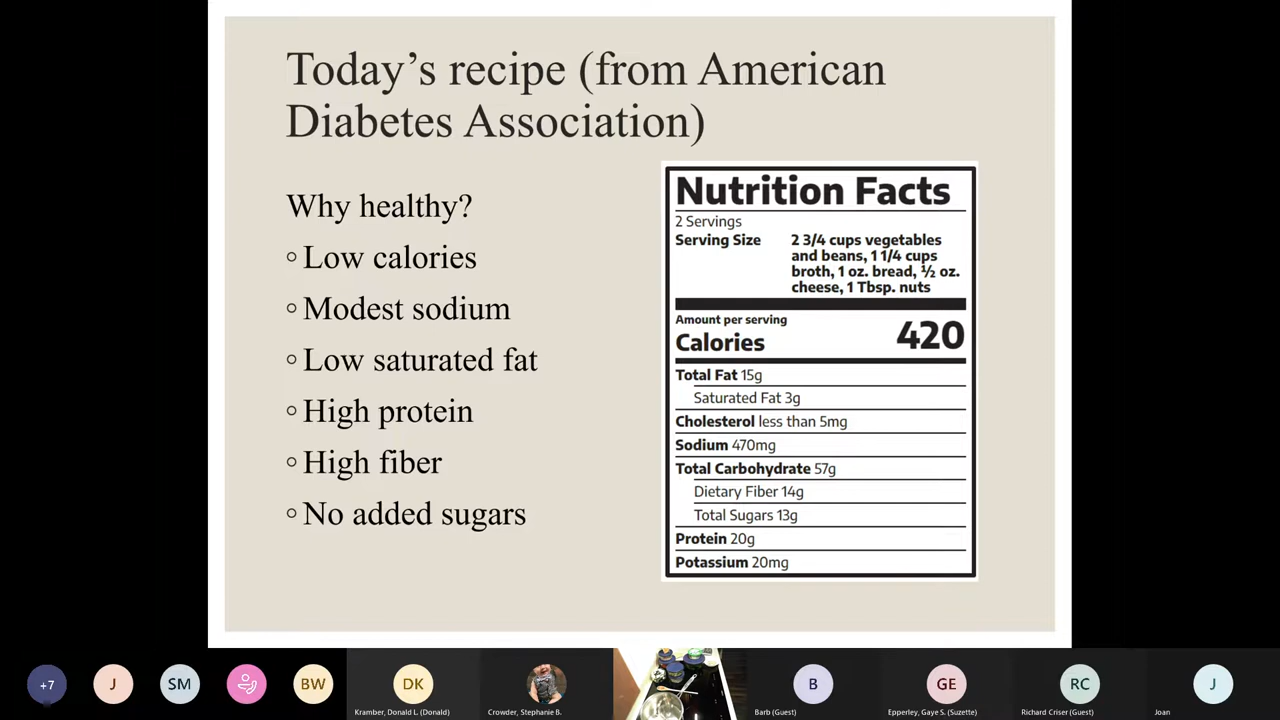 Today's recipe (from American
Diabetes Association)
Why healthy?
◦ Low calories
◦ Modest sodium
◦ Low saturated fat
◦ High protein
◦ High fiber
◦ No added sugars
Nutrition Facts
2 Servings
Serving Size 2 3/4 cups vegetables
and beans, 1 1/4 cups
broth, 1 oz. bread, ½ oz.
cheese, 1 Tbsp. nuts
Amount per serving
Calories 420
Total Fat 15g
Saturated Fat 3g
Cholesterol less than 5mg
Sodium 470mg
Total Carbohydrate 57g
Dietary Fiber 14g
Total Sugars 13g
Protein 20g
Potassium 20mg
+7 J SM BW DK B GE RC J
Kramber, Donald L. (Donald) Crowder, Stephanie B. Barb (Guest) Epperley, Gaye S. (Suzette) Richard Criser (Guest) Joan